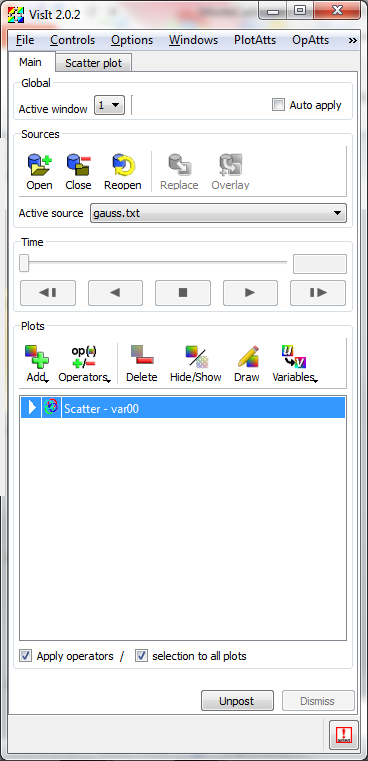 VisIt 2.0.2
File Controls Options Windows PlotAtts OpAtts »
Main Scatter plot
Global
Active window 1 Auto apply
Sources
Open Close Reopen Replace Overlay
Active source gauss.txt
Time
Plots
op(↓)
+/-
Add Operators Delete Hide/Show Draw Variables
Scatter - var00
Apply operators / selection to all plots
Unpost Dismiss